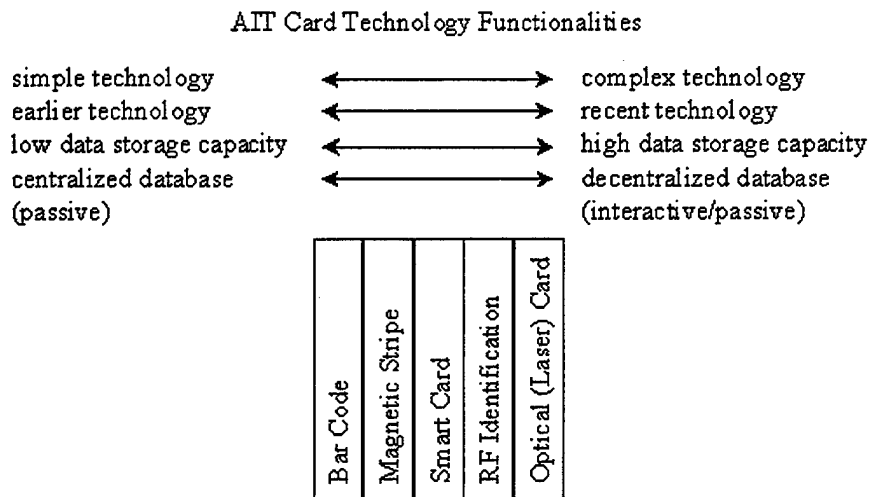 AIT Card Technology Functionalities
simple technology
complex technology
earlier technology
recent technology
low data storage capacity
high data storage capacity
centralized database
decentralized database
(passive)
(interactive/passive)
Bar Code
Magnetic Stripe
Smart Card
RF Identification
Optical (Laser) Card